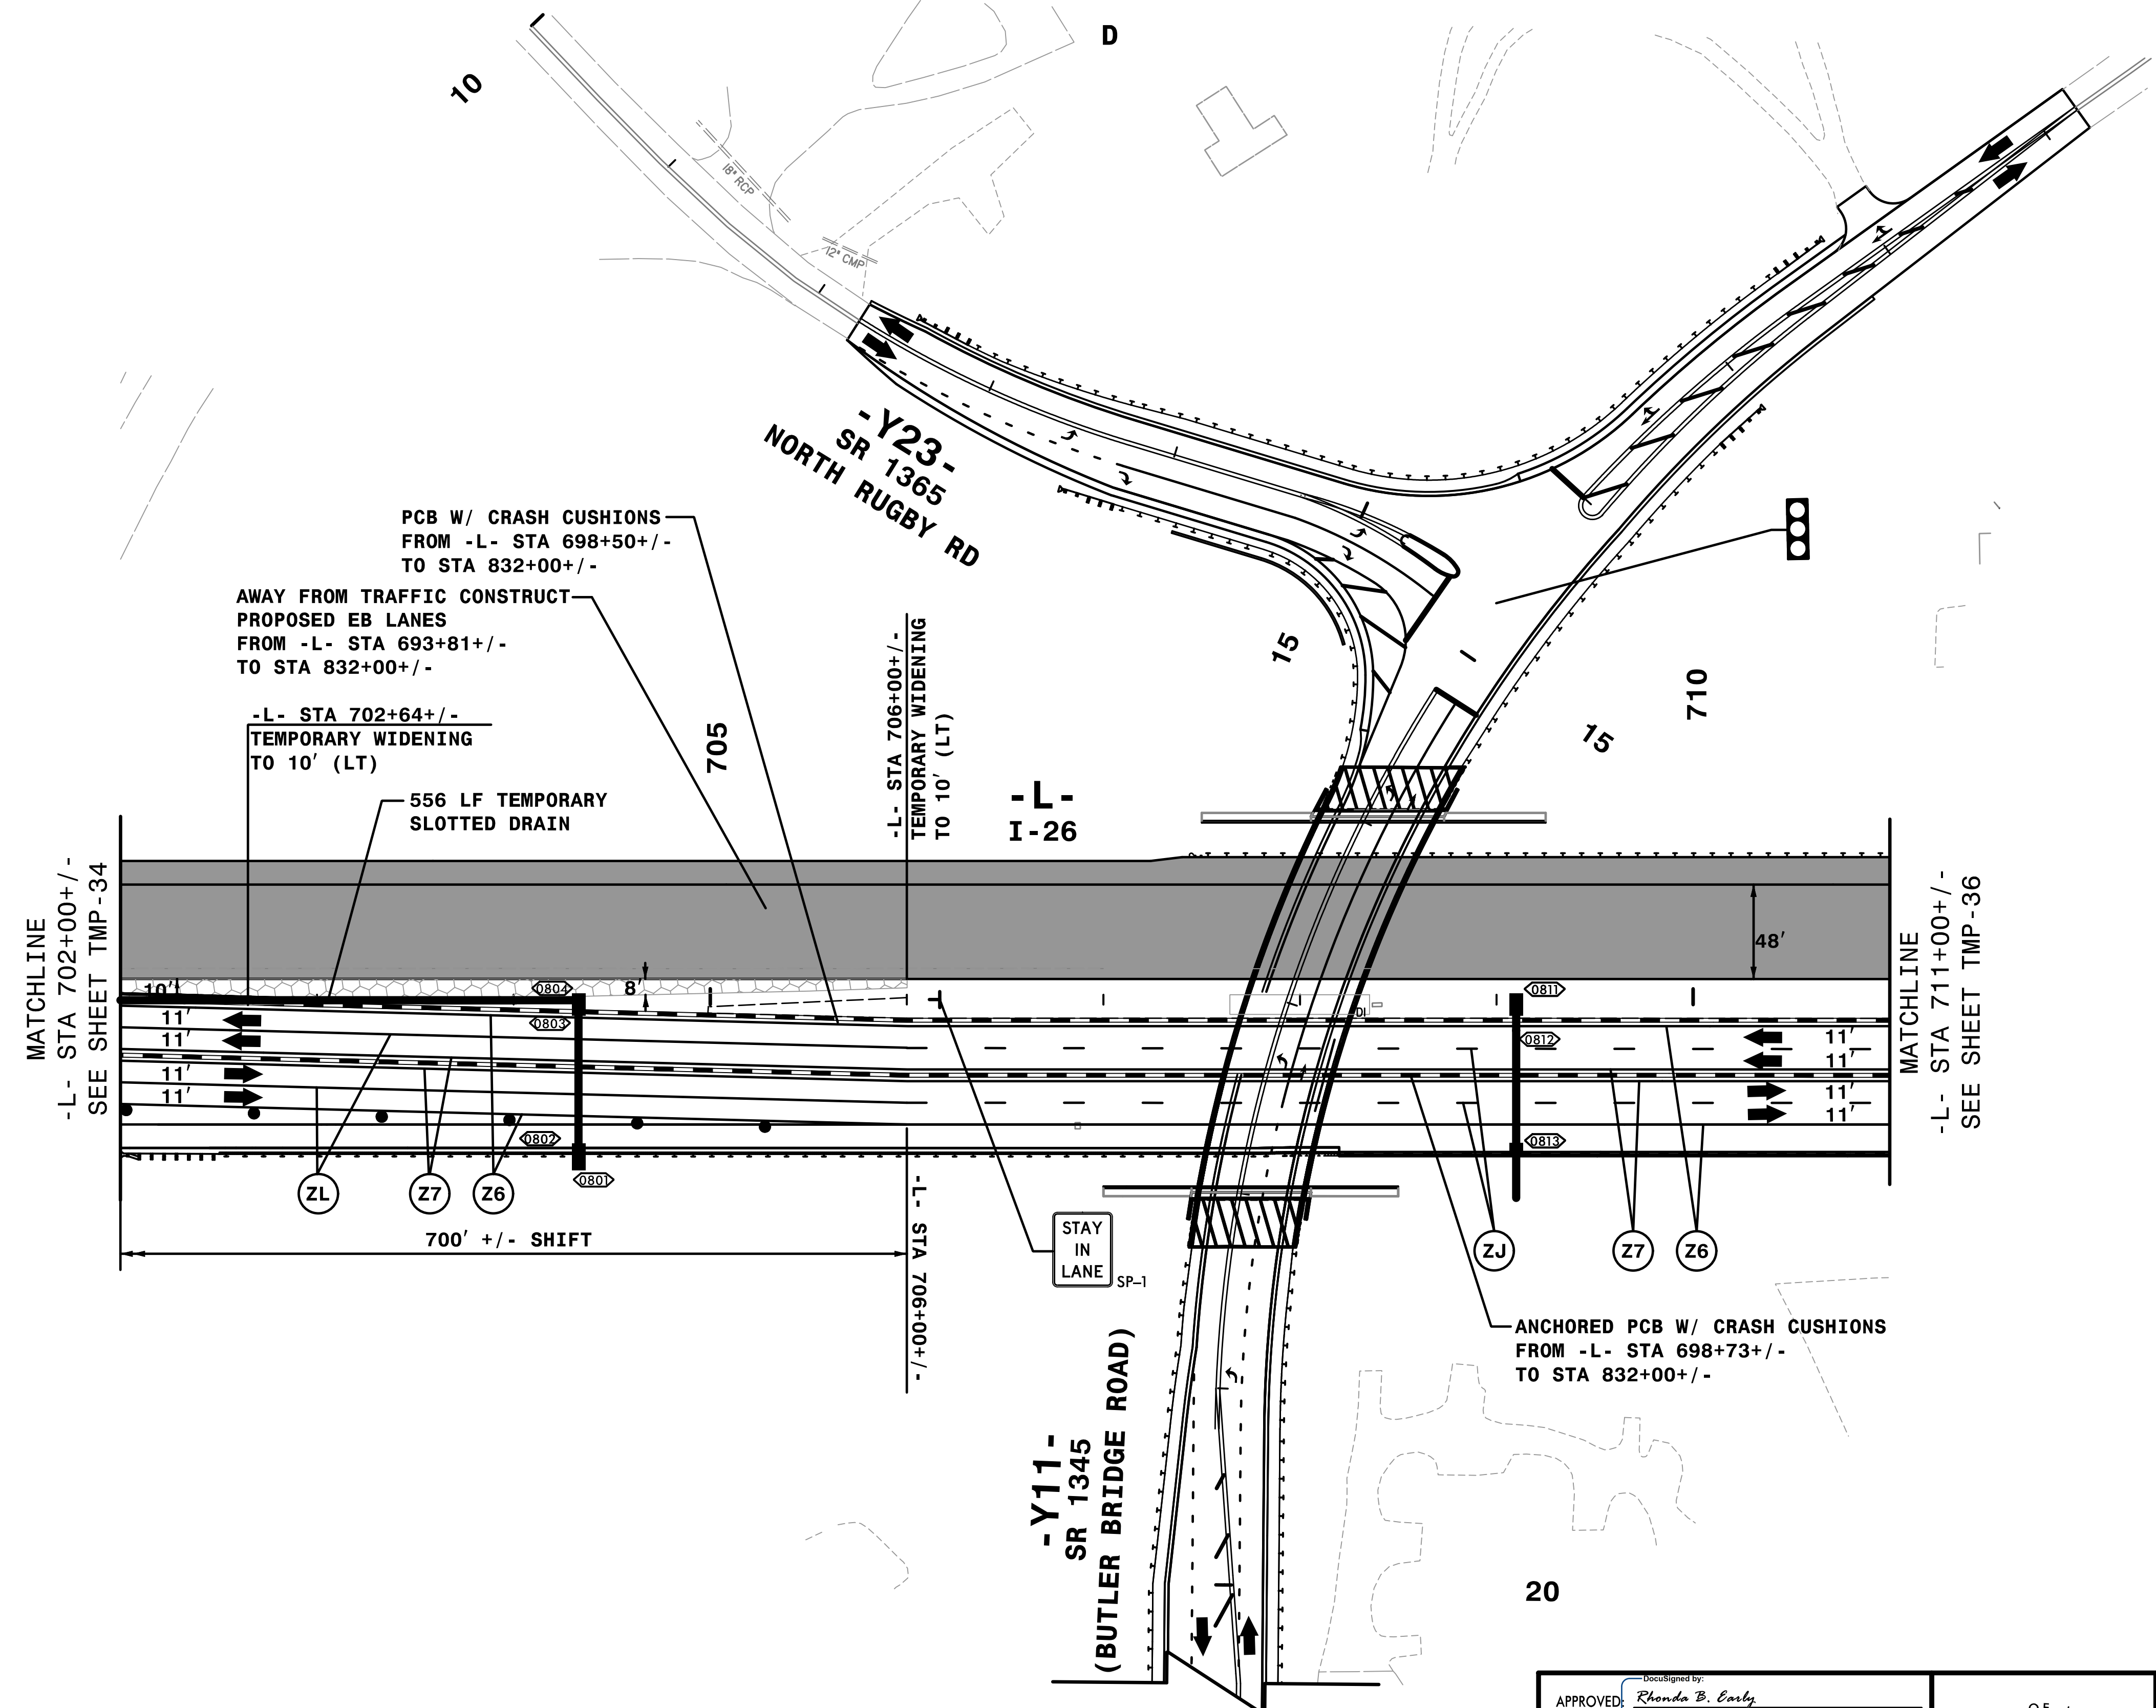 D
10
18" RCP
12" CMP
-Y23-
SR 1365
NORTH RUGBY RD
PCB W/ CRASH CUSHIONS
FROM -L- STA 698+50+/-
TO STA 832+00+/-
AWAY FROM TRAFFIC CONSTRUCT
PROPOSED EB LANES
FROM -L- STA 693+81+/-
TO STA 832+00+/-
-L- STA 702+64+/-
TEMPORARY WIDENING
TO 10' (LT)
556 LF TEMPORARY
SLOTTED DRAIN
705
-L- STA 706+00+/-
TEMPORARY WIDENING
TO 10' (LT)
-L-
I-26
15
15
710
MATCHLINE
-L- STA 702+00+/-
SEE SHEET TMP-34
MATCHLINE
-L- STA 711+00+/-
SEE SHEET TMP-36
48'
10'
8'
0804
0803
0802
0801
0811
0812
0813
DI
11'
11'
11'
11'
11'
11'
11'
11'
ZL
Z7
Z6
700' +/- SHIFT
-L- STA 706+00+/-
STAY
IN
LANE
SP-1
ZJ
Z7
Z6
ANCHORED PCB W/ CRASH CUSHIONS
FROM -L- STA 698+73+/-
TO STA 832+00+/-
-Y11-
SR 1345
(BUTLER BRIDGE ROAD)
20
DocuSigned by:
APPROVED: Rhonda B. Early